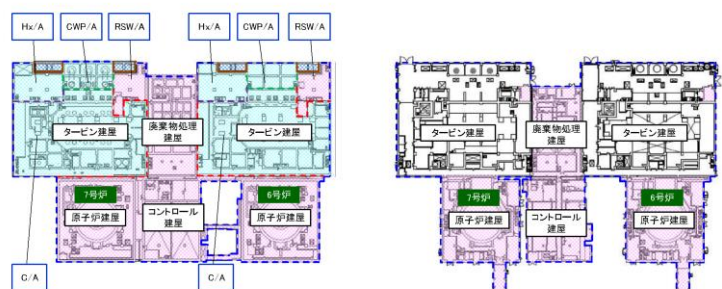 Hx/A CWP/A RSW/A Hx/A CWP/A RSW/A
タービン建屋 廃棄物処理 建屋 タービン建屋
7号炉 6号炉
原子炉建屋 コントロール 建屋 原子炉建屋
C/A C/A
タービン建屋 廃棄物処理 建屋 タービン建屋
7号炉 6号炉
原子炉建屋 コントロール 建屋 原子炉建屋